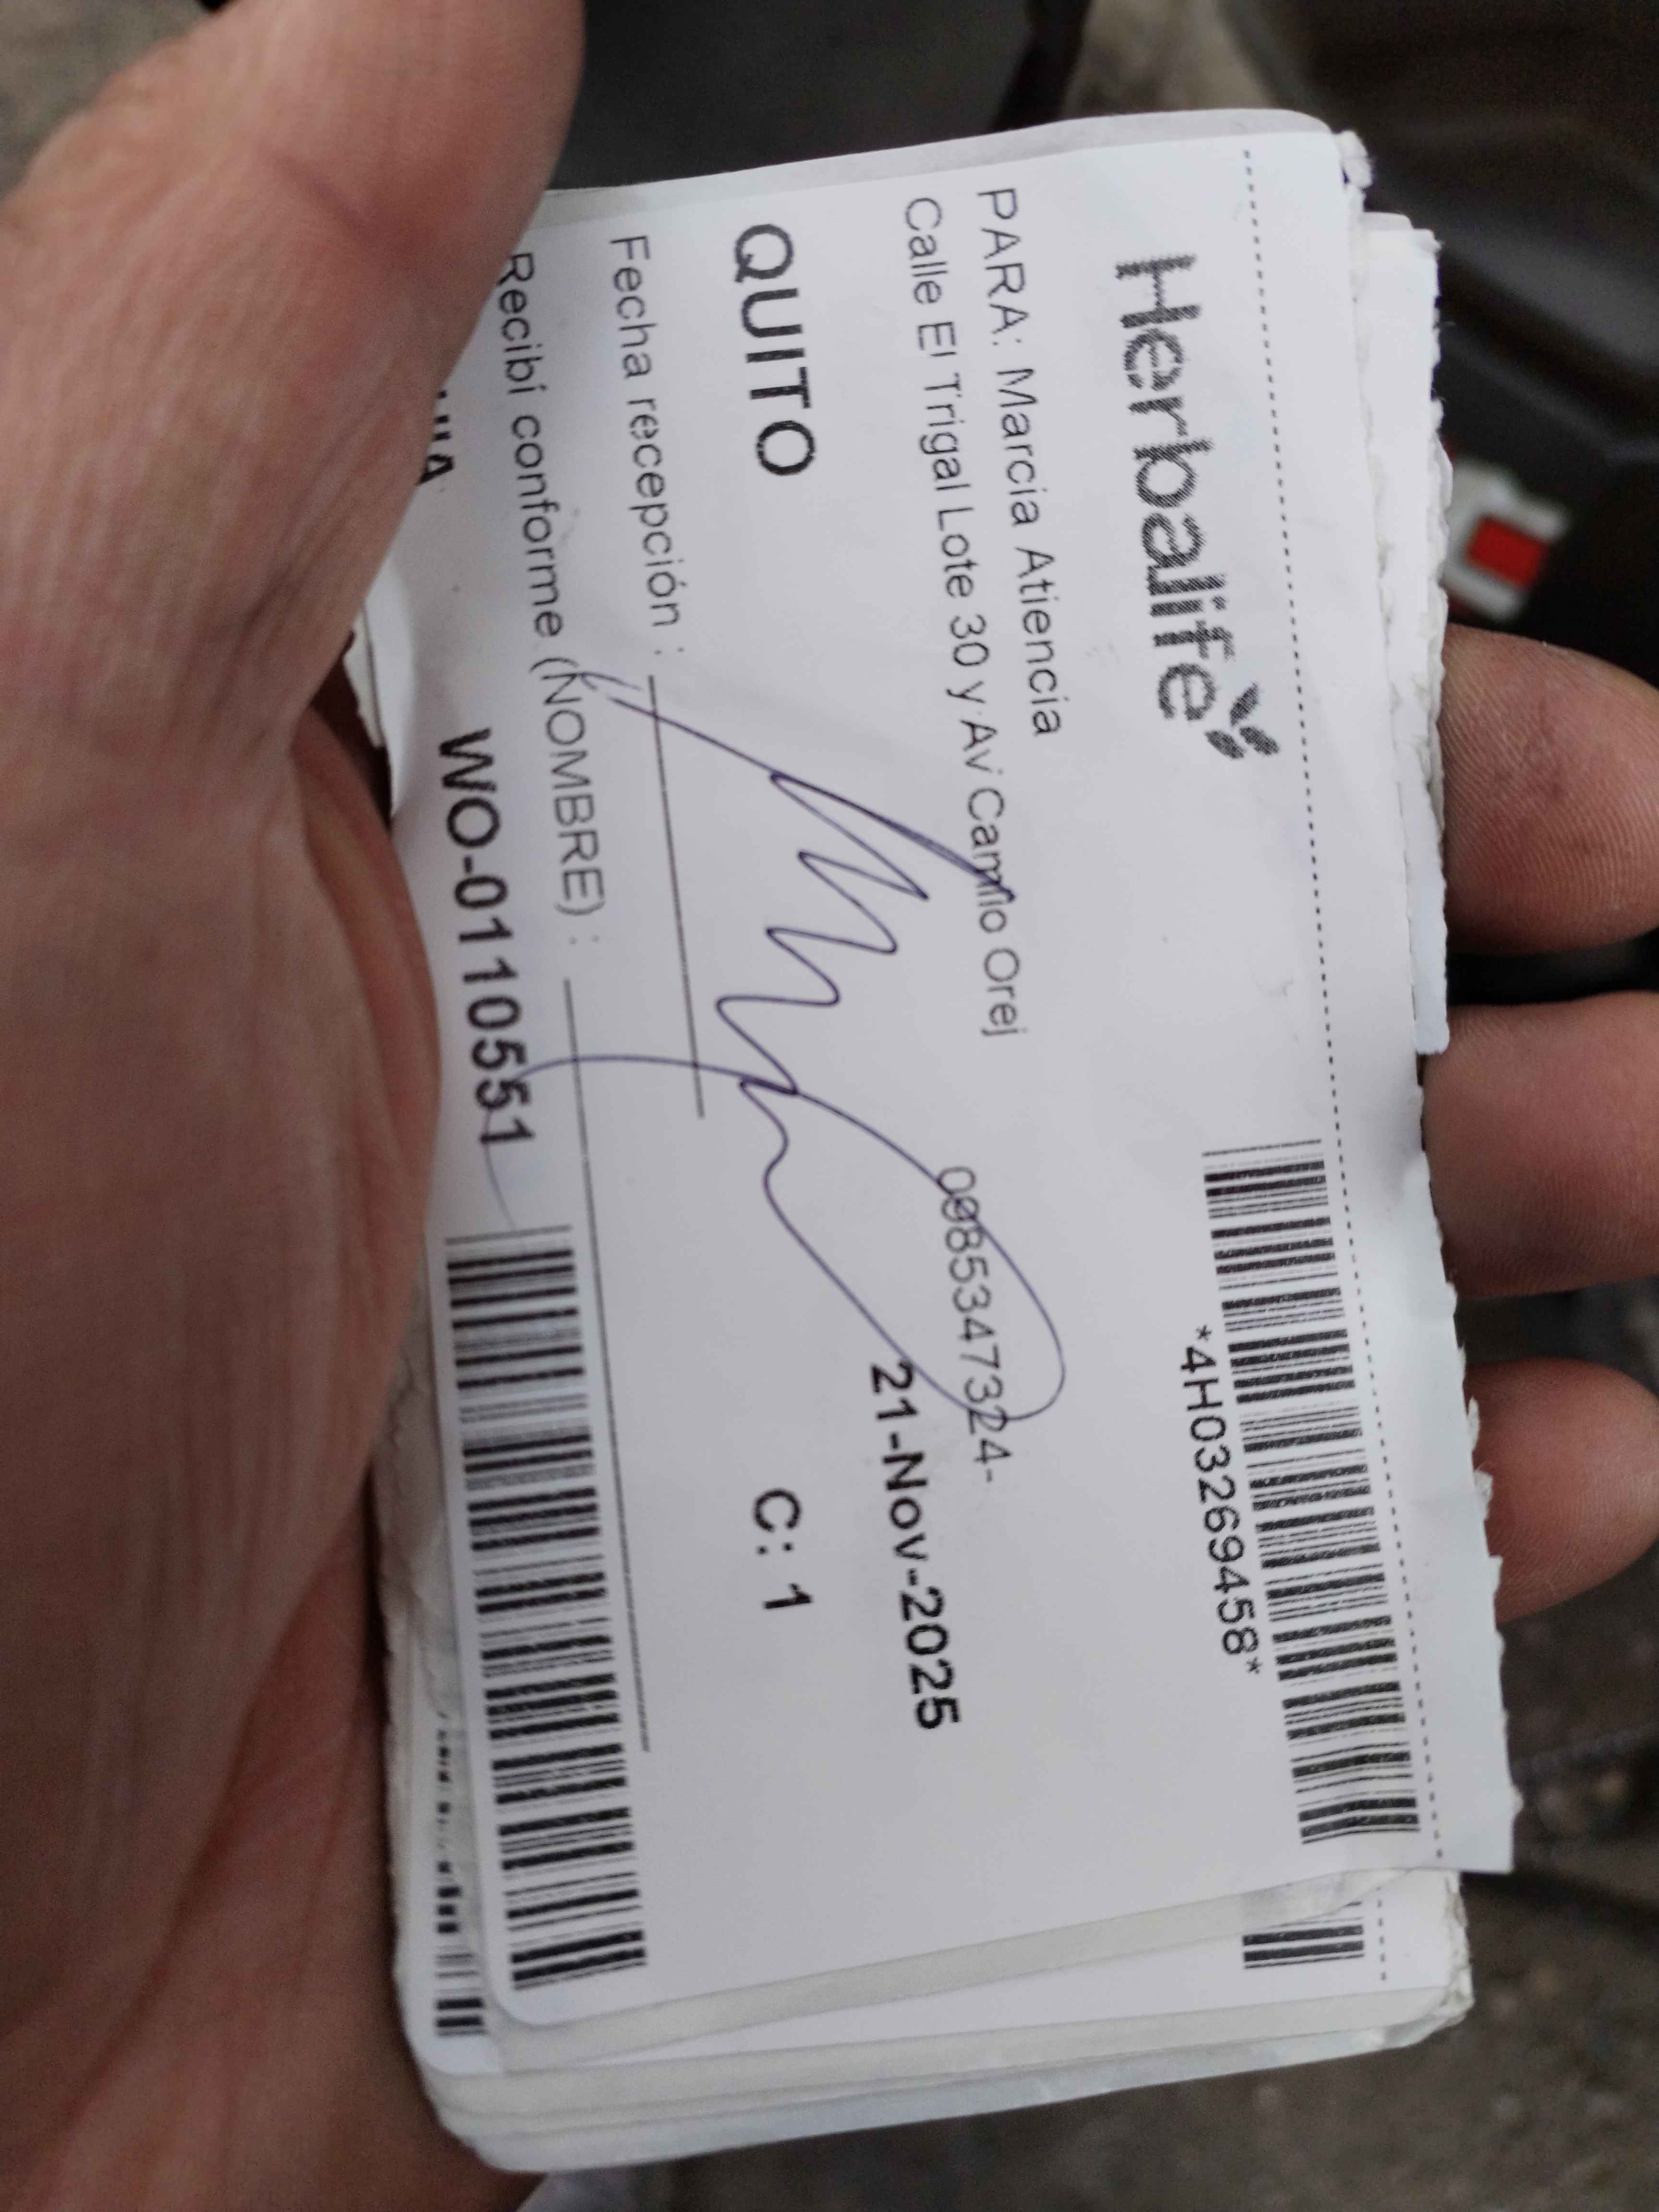 Herbalife
*4H03269458*
PARA: Marcia Atiencia
Calle El Trigal Lote 30 y Av Camilo Orej
0985347324-
21-Nov-2025
QUITO
C: 1
Fecha recepción :
Recibí conforme (NOMBRE) :
WO-0110551